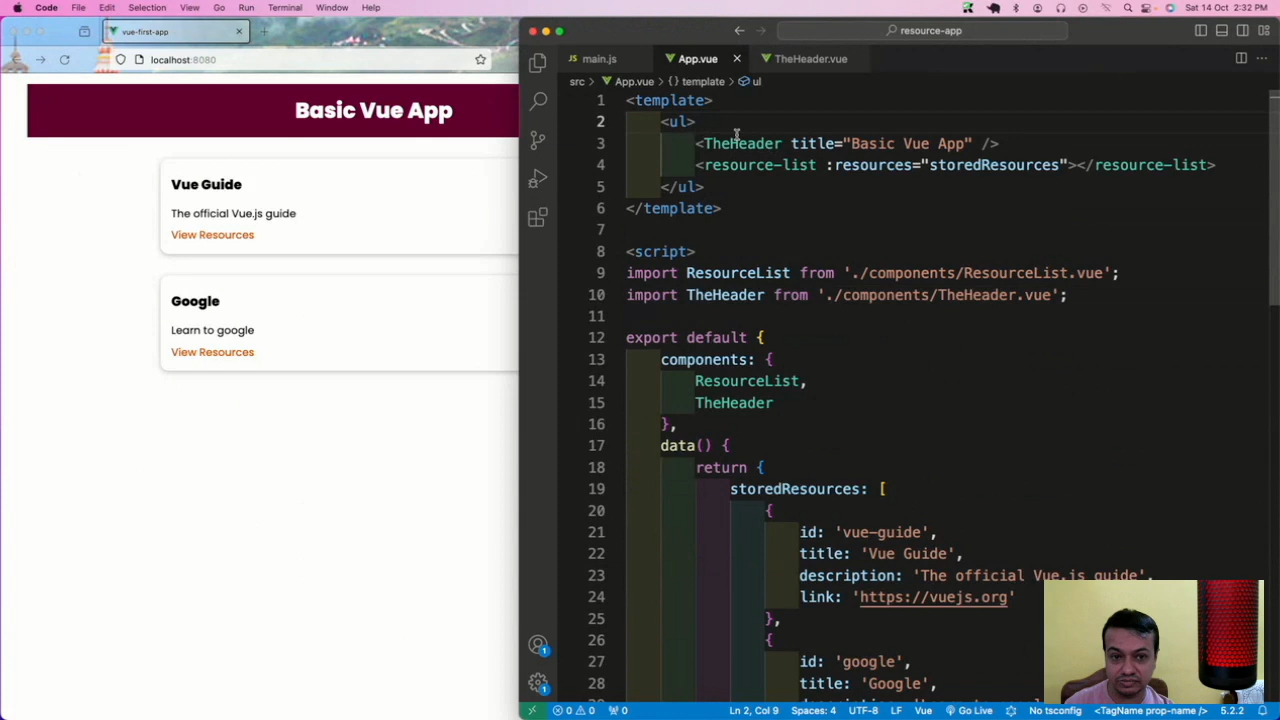 Code File Edit Selection View Go Run Terminal Window Help
Sat 14 Oct 2:32 PM
vue-first-app
localhost:8080
Basic Vue App
Vue Guide
The official Vue.js guide
View Resources
Google
Learn to google
View Resources
resource-app
JS main.js
App.vue
TheHeader.vue
src > App.vue > {} template > ul
1 <template>
2 <ul>
3 <TheHeader title="Basic Vue App" />
4 <resource-list :resources="storedResources"></resource-list>
5 </ul>
6 </template>
7
8 <script>
9 import ResourceList from './components/ResourceList.vue';
10 import TheHeader from './components/TheHeader.vue';
11
12 export default {
13 components: {
14 ResourceList,
15 TheHeader
16 },
17 data() {
18 return {
19 storedResources: [
20 {
21 id: 'vue-guide',
22 title: 'Vue Guide',
23 description: 'The official Vue.js guide',
24 link: 'https://vuejs.org'
25 },
26 {
27 id: 'google',
28 title: 'Google',
1
1
0 0 0 Ln 2, Col 9 Spaces: 4 UTF-8 LF Vue Go Live No tsconfig <TagName prop-name /> 5.2.2